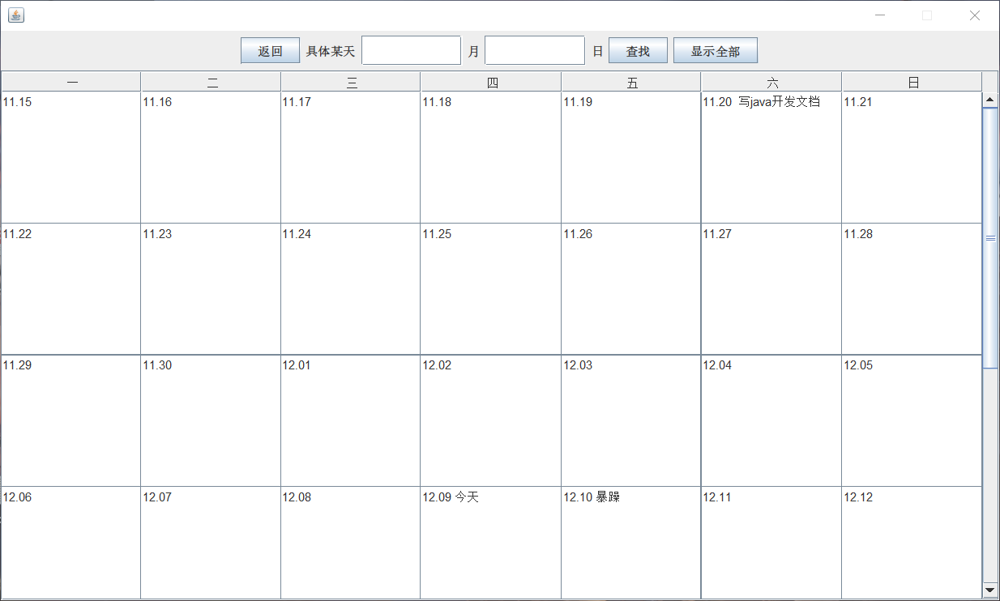 返回 具体某天 月 日 查找 显示全部
一 二 三 四 五 六 日
11.15 11.16 11.17 11.18 11.19 11.20 写java开发文档 11.21
11.22 11.23 11.24 11.25 11.26 11.27 11.28
11.29 11.30 12.01 12.02 12.03 12.04 12.05
12.06 12.07 12.08 12.09 今天 12.10 暴躁 12.11 12.12